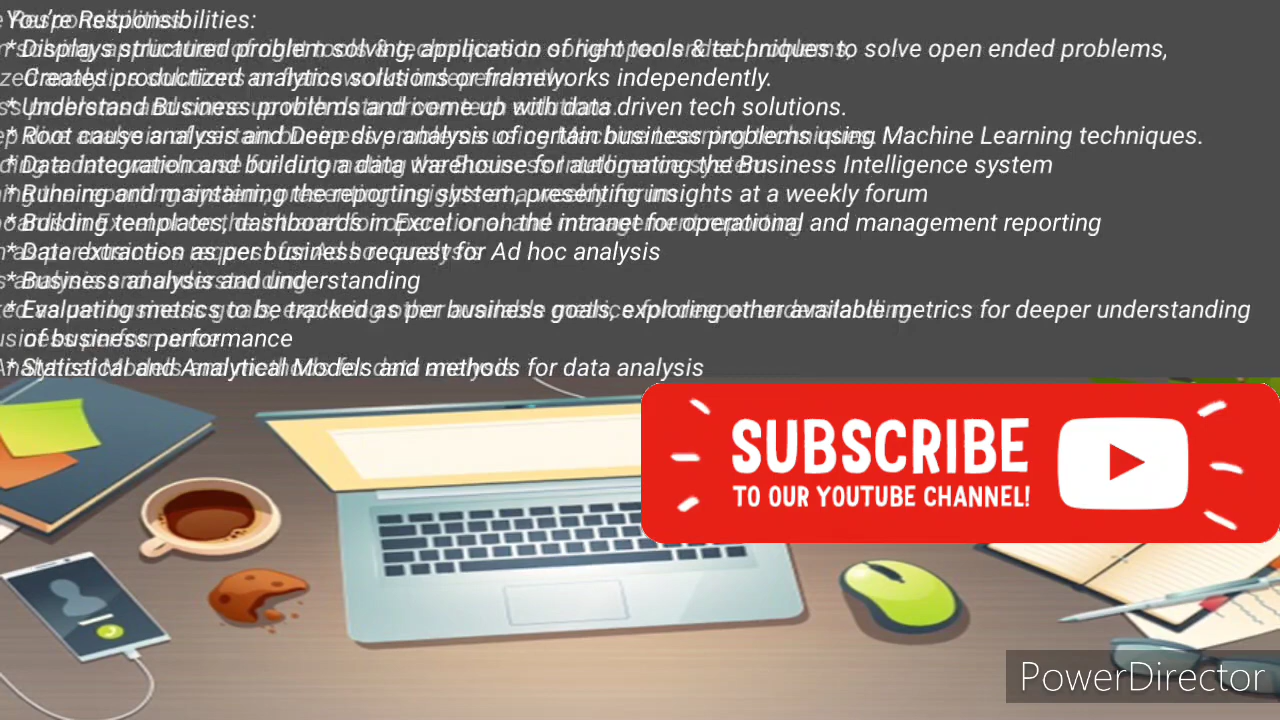 You're Responsibilities:
* Displays structured problem solving, application of right tools & techniques to solve open ended problems,
Creates productized analytics solutions or frameworks independently.
* Understand Business problems and come up with data driven tech solutions.
* Root cause analysis and Deep dive analysis of certain business problems using Machine Learning techniques.
* Data integration and building a data warehouse for automating the Business Intelligence system
* Running and maintaining the reporting system, presenting insights at a weekly forum
* Building templates, dashboards in Excel or on the intranet for operational and management reporting
* Data extraction as per business request for Ad hoc analysis
* Business analysis and understanding
* Evaluating metrics to be tracked as per business goals, exploring other available metrics for deeper understanding
of business performance
* Statistical and Analytical Models and methods for data analysis
SUBSCRIBE
TO OUR YOUTUBE CHANNEL!
PowerDirector